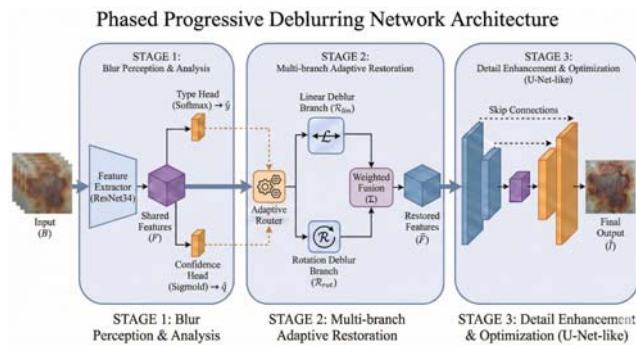 Phased Progressive Deblurring Network Architecture
STAGE 1:
Blur Perception & Analysis
Type Head
(Softmax) → ŷ
Feature
Extractor
(ResNet34)
Shared
Features
(F)
Input
(B)
Confidence
Head
(Sigmold) → q̂
STAGE 2:
Multi-branch Adaptive Restoration
Linear Deblur
Branch (R_lin)
L
Adaptive
Router
Weighted
Fusion
(Σ)
R
Rotation Deblur
Branch
(R_rot)
Restored
Features
(F̂)
STAGE 3:
Detail Enhancement & Optimization
(U-Net-like)
Skip Connections
Final
Output
(Î)
STAGE 1: Blur
Perception & Analysis
STAGE 2: Multi-branch
Adaptive Restoration
STAGE 3: Detail Enhancement
& Optimization (U-Net-like)